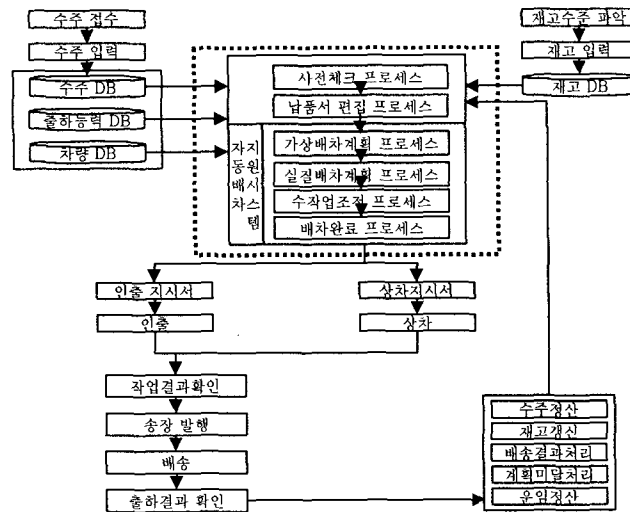 수주 접수
수주 입력
수주 DB
출하능력 DB
차량 DB
재고수준 파악
재고 입력
재고 DB
사전체크 프로세스
납품서 편집 프로세스
자동배차
지원시스템
가상배차계획 프로세스
실질배차계획 프로세스
수작업조정 프로세스
배차완료 프로세스
인출 지시서
상차지시서
인출
상차
작업결과확인
송장 발행
배송
출하결과 확인
수주정산
재고갱신
배송결과처리
계획미달처리
운임정산